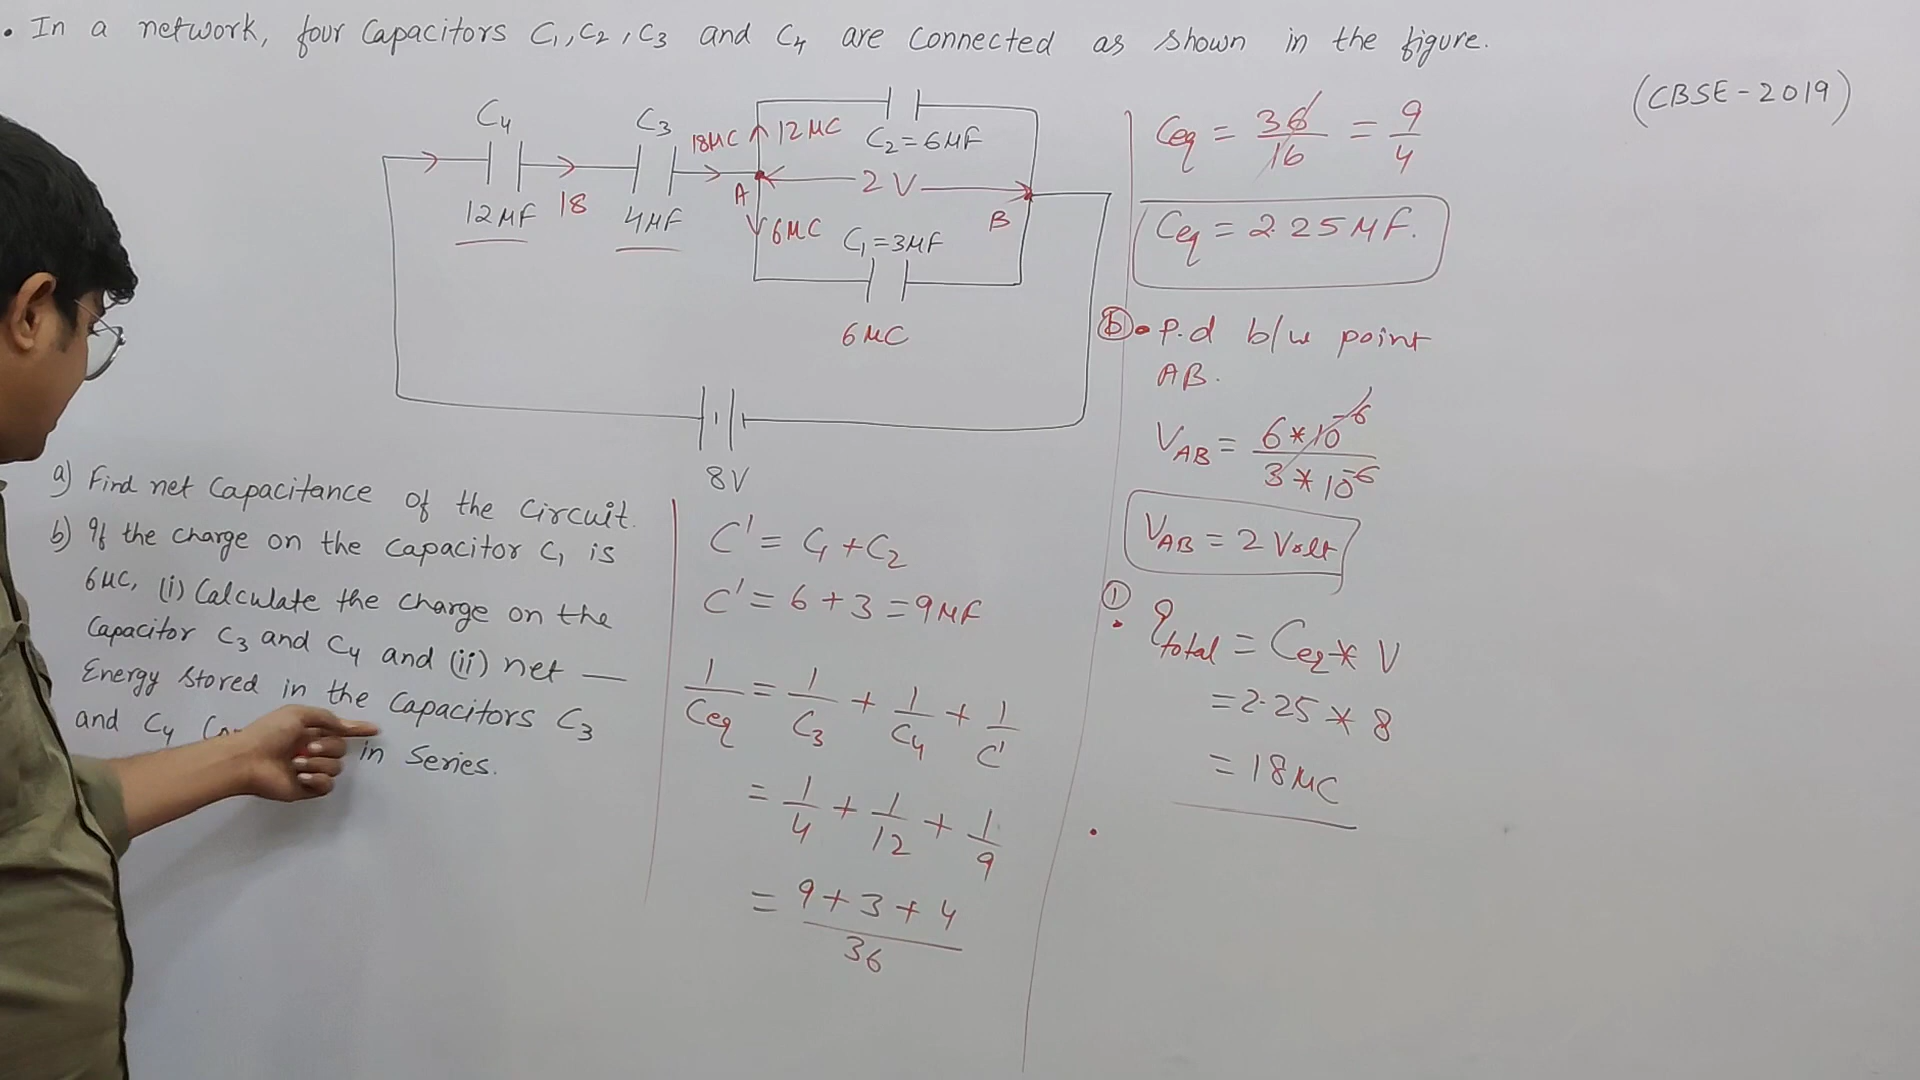 • In a network, four Capacitors C₁, C₂, C₃ and C₄ are Connected as shown in the figure.
(CBSE-2019)
C₄
12μF
18
C₃
4μF
18μC
12μC
C₂=6μF
A
2V
B
6μC
C₁=3μF
6μC
8V
a) Find net Capacitance of the Circuit.
b) If the charge on the Capacitor C₁ is
6μC, (i) Calculate the charge on the
Capacitor C₃ and C₄ and (ii) net —
Energy Stored in the Capacitors C₃
and C₄
in Series.
C' = C₁+C₂
C' = 6+3=9μF
1/Ceq = 1/C₃ + 1/C₄ + 1/C'
= 1/4 + 1/12 + 1/9
= 9+3+4/36
Ceq = 36/16 = 9/4
Ceq = 2.25μF.
(b)• P.d b/w point
AB.
V_AB = 6*10⁻⁶/3*10⁻⁶
V_AB = 2 Volt
(1) • q_total = Ceq * V
= 2.25 * 8
= 18μC